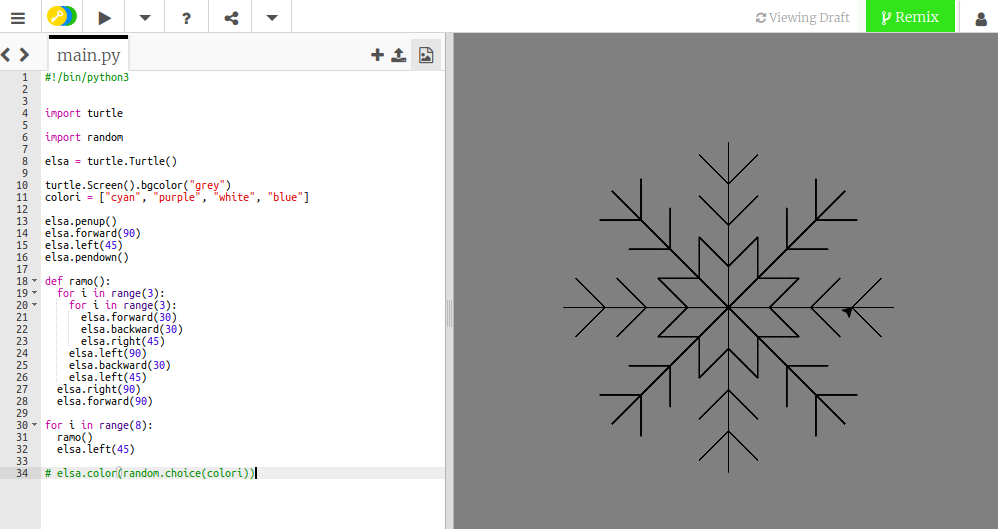 ?
Viewing Draft
Remix
main.py
1 #!/bin/python3
2
3
4 import turtle
5
6 import random
7
8 elsa = turtle.Turtle()
9
10 turtle.Screen().bgcolor("grey")
11 colori = ["cyan", "purple", "white", "blue"]
12
13 elsa.penup()
14 elsa.forward(90)
15 elsa.left(45)
16 elsa.pendown()
17
18 def ramo():
19   for i in range(3):
20     for i in range(3):
21       elsa.forward(30)
22       elsa.backward(30)
23       elsa.right(45)
24     elsa.left(90)
25     elsa.backward(30)
26     elsa.left(45)
27   elsa.right(90)
28   elsa.forward(90)
29
30 for i in range(8):
31   ramo()
32   elsa.left(45)
33
34 # elsa.color(random.choice(colori))